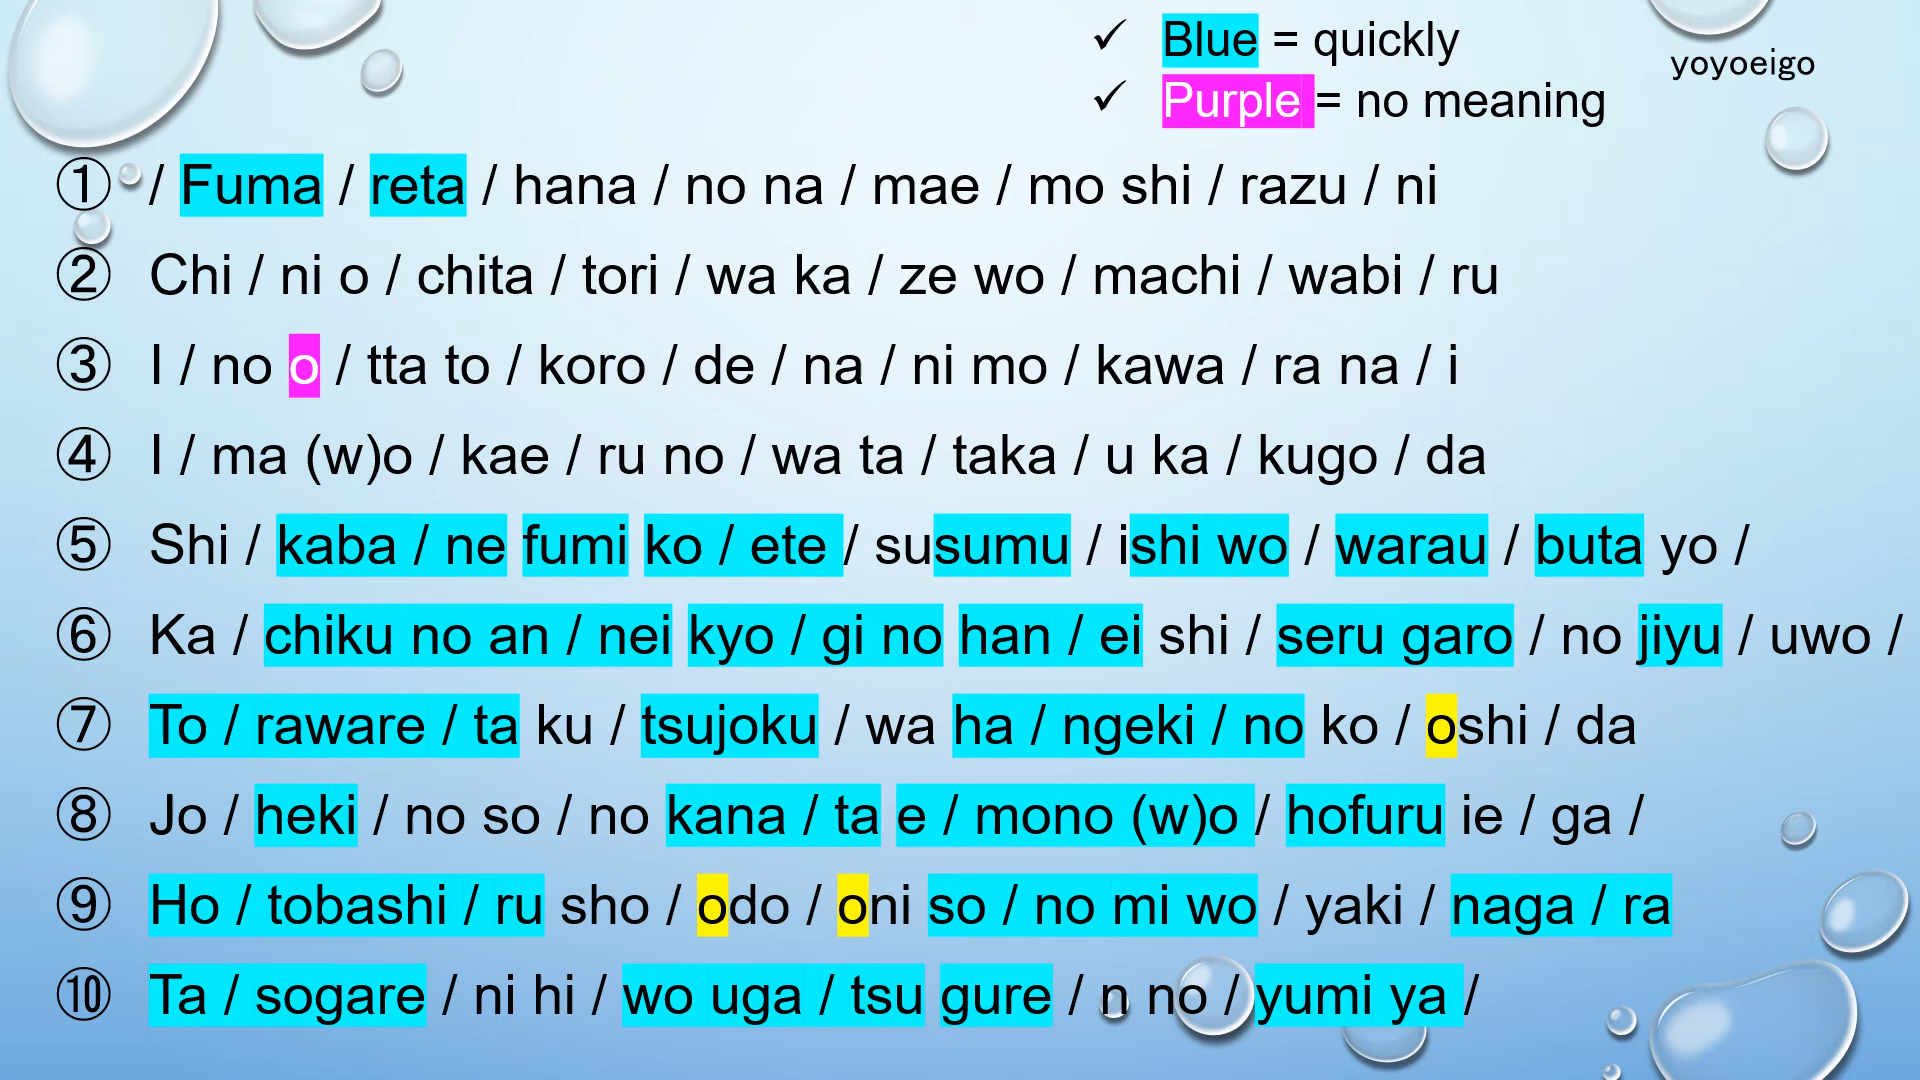 ✓ Blue = quickly
yoyoeigo
✓ Purple = no meaning
① / Fuma / reta / hana / no na / mae / mo shi / razu / ni
② Chi / ni o / chita / tori / wa ka / ze wo / machi / wabi / ru
③ I / no o / tta to / koro / de / na / ni mo / kawa / ra na / i
④ I / ma (w)o / kae / ru no / wa ta / taka / u ka / kugo / da
⑤ Shi / kaba / ne fumi ko / ete / susumu / ishi wo / warau / buta yo /
⑥ Ka / chiku no an / nei kyo / gi no han / ei shi / seru garo / no jiyu / uwo /
⑦ To / raware / ta ku / tsujoku / wa ha / ngeki / no ko / oshi / da
⑧ Jo / heki / no so / no kana / ta e / mono (w)o / hofuru ie / ga /
⑨ Ho / tobashi / ru sho / odo / oni so / no mi wo / yaki / naga / ra
⑩ Ta / sogare / ni hi / wo uga / tsu gure / n no / yumi ya /